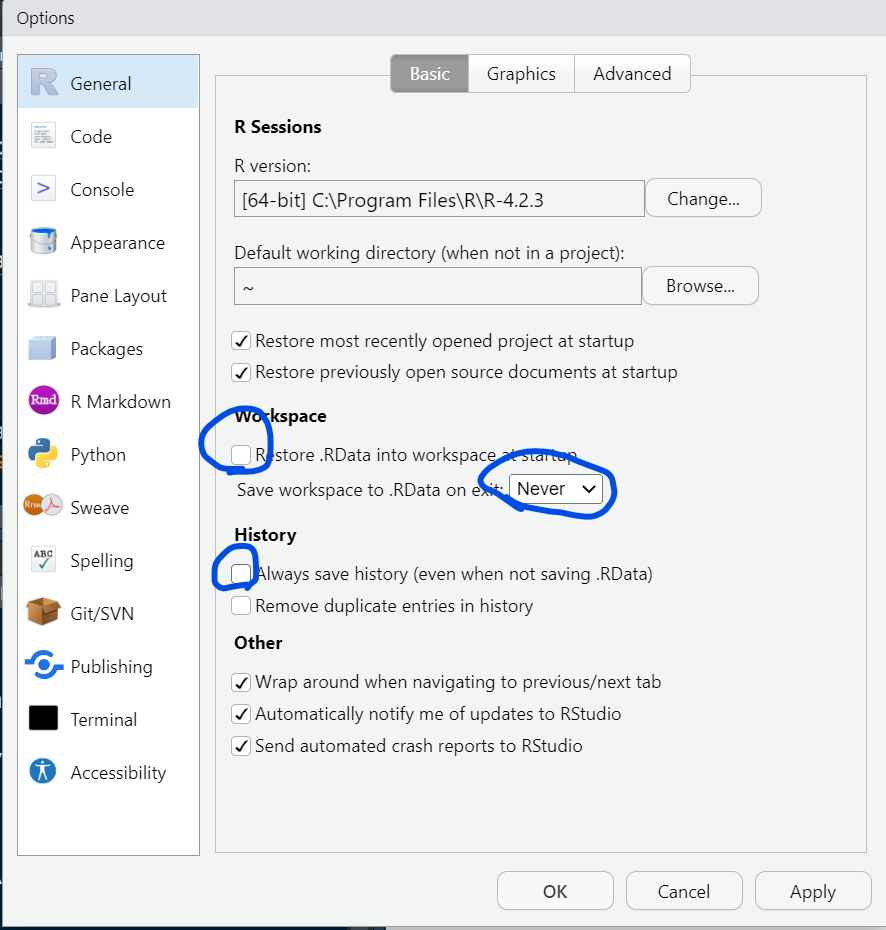 Options
General
Code
Console
Appearance
Pane Layout
Packages
Rmd R Markdown
Python
Rnw Sweave
ABC Spelling
Git/SVN
Publishing
Terminal
Accessibility
Basic Graphics Advanced
R Sessions
R version:
[64-bit] C:\Program Files\R\R-4.2.3 Change...
Default working directory (when not in a project):
~ Browse...
Restore most recently opened project at startup
Restore previously open source documents at startup
Workspace
Restore .RData into workspace at startup
Save workspace to .RData on exit: Never
History
Always save history (even when not saving .RData)
Remove duplicate entries in history
Other
Wrap around when navigating to previous/next tab
Automatically notify me of updates to RStudio
Send automated crash reports to RStudio
OK Cancel Apply